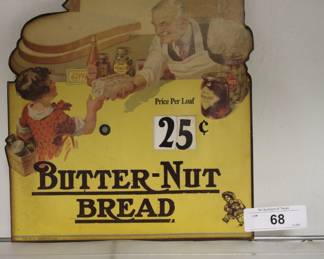 Price Per Loaf
25¢
BUTTER-NUT
BREAD
68